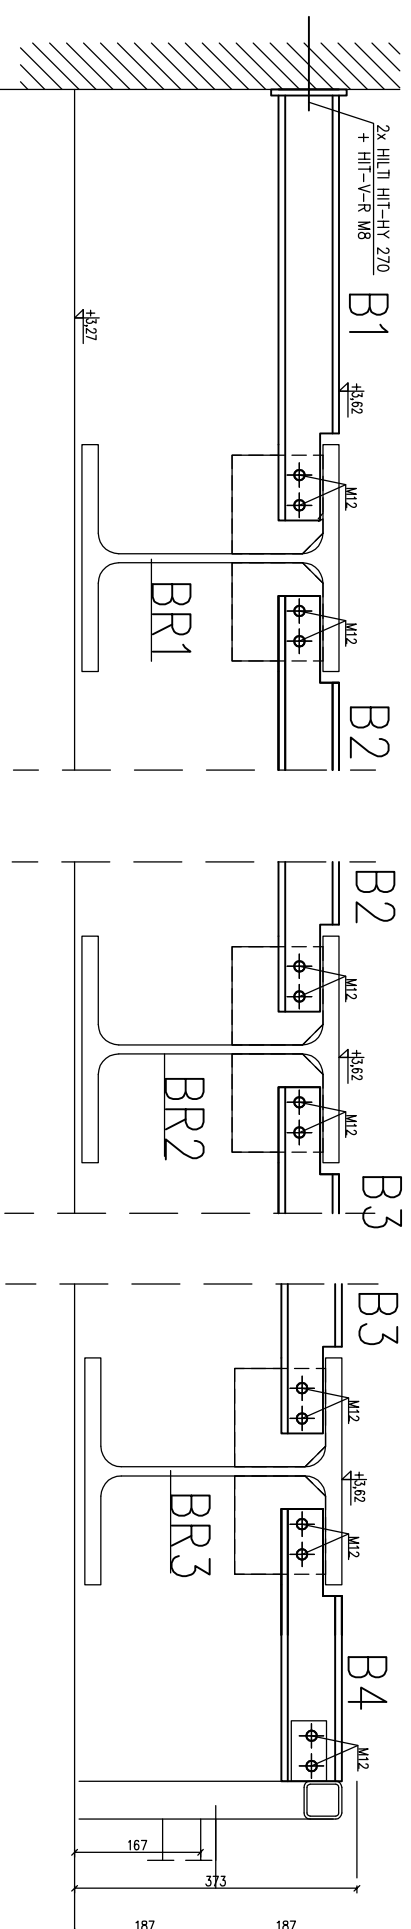 2x HILTI HIT-HY 270
+ HIT-V-R M8
B1
+3,27
+3,62
M12
M12
BR1
B2
B2
M12
+3,62
M12
BR2
B3
B3
M12
+3,62
M12
BR3
B4
M12
167
373
187
187